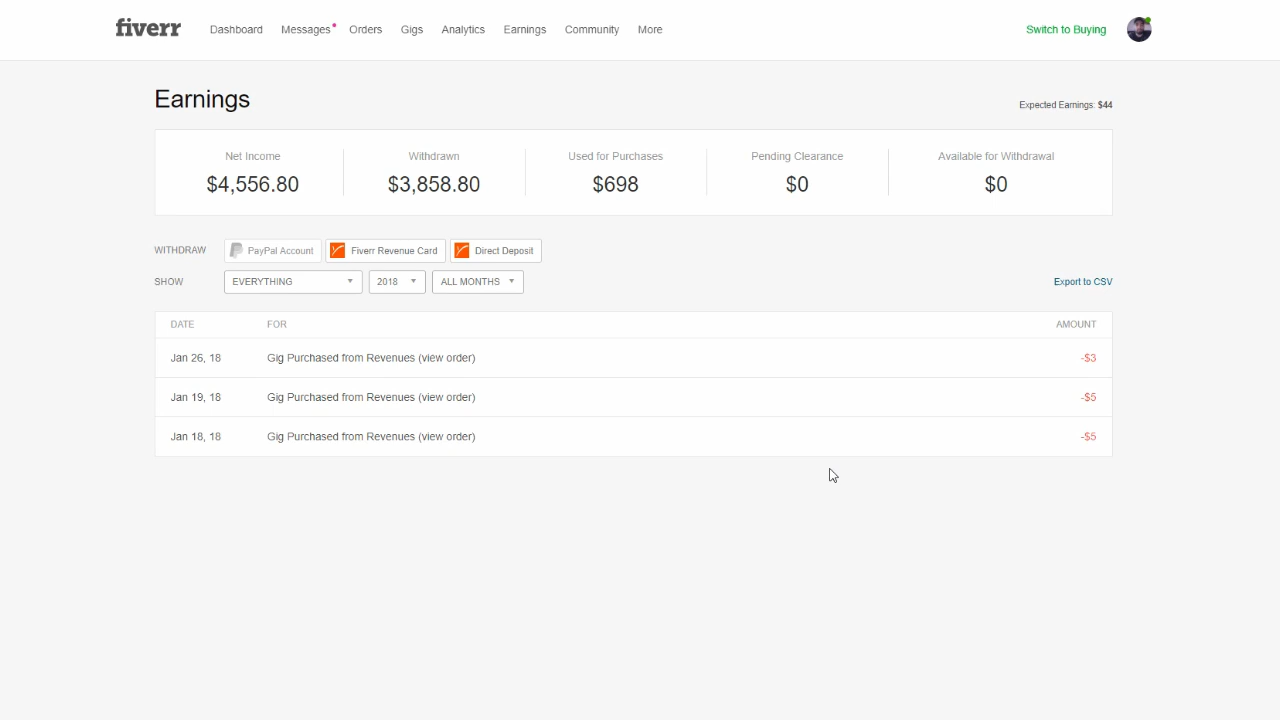 fiverr Dashboard Messages Orders Gigs Analytics Earnings Community More Switch to Buying
Earnings
Expected Earnings: $44
Net Income Withdrawn Used for Purchases Pending Clearance Available for Withdrawal
$4,556.80 $3,858.80 $698 $0 $0
WITHDRAW PayPal Account Fiverr Revenue Card Direct Deposit
SHOW EVERYTHING 2018 ALL MONTHS Export to CSV
DATE FOR AMOUNT
Jan 26, 18 Gig Purchased from Revenues (view order) -$3
Jan 19, 18 Gig Purchased from Revenues (view order) -$5
Jan 18, 18 Gig Purchased from Revenues (view order) -$5